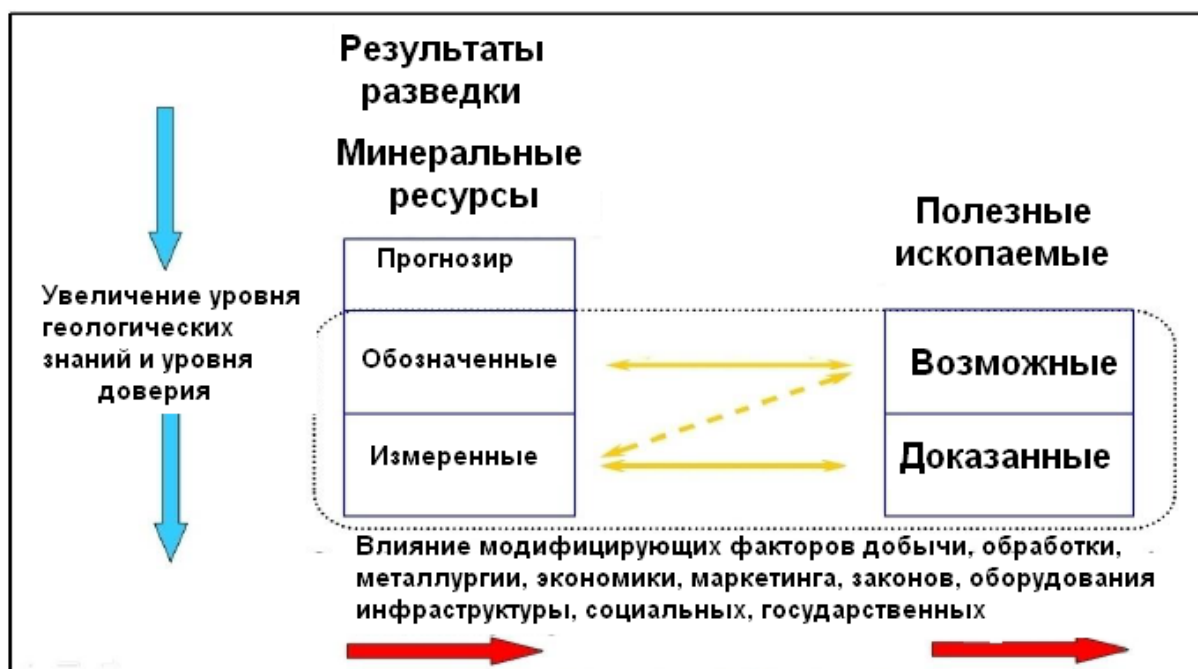 Результаты
разведки
Минеральные
ресурсы
Полезные
ископаемые
Прогнозир
Увеличение уровня
геологических
знаний и уровня
доверия
Обозначенные
Возможные
Измеренные
Доказанные
Влияние модифицирующих факторов добычи, обработки,
металлургии, экономики, маркетинга, законов, оборудования
инфраструктуры, социальных, государственных